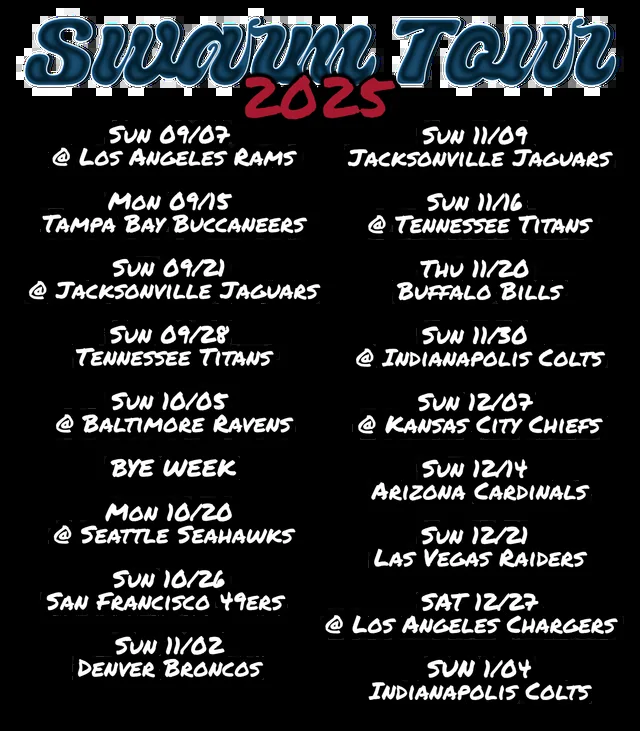 Swarm Tour
2025
Sun 09/07
@ Los Angeles Rams
Mon 09/15
Tampa Bay Buccaneers
Sun 09/21
@ Jacksonville Jaguars
Sun 09/28
Tennessee Titans
Sun 10/05
@ Baltimore Ravens
BYE WEEK
Mon 10/20
@ Seattle Seahawks
Sun 10/26
San Francisco 49ers
Sun 11/02
Denver Broncos
Sun 11/09
Jacksonville Jaguars
Sun 11/16
@ Tennessee Titans
Thu 11/20
Buffalo Bills
Sun 11/30
@ Indianapolis Colts
Sun 12/07
@ Kansas City Chiefs
Sun 12/14
Arizona Cardinals
Sun 12/21
Las Vegas Raiders
SAT 12/27
@ Los Angeles Chargers
SUN 1/04
Indianapolis Colts